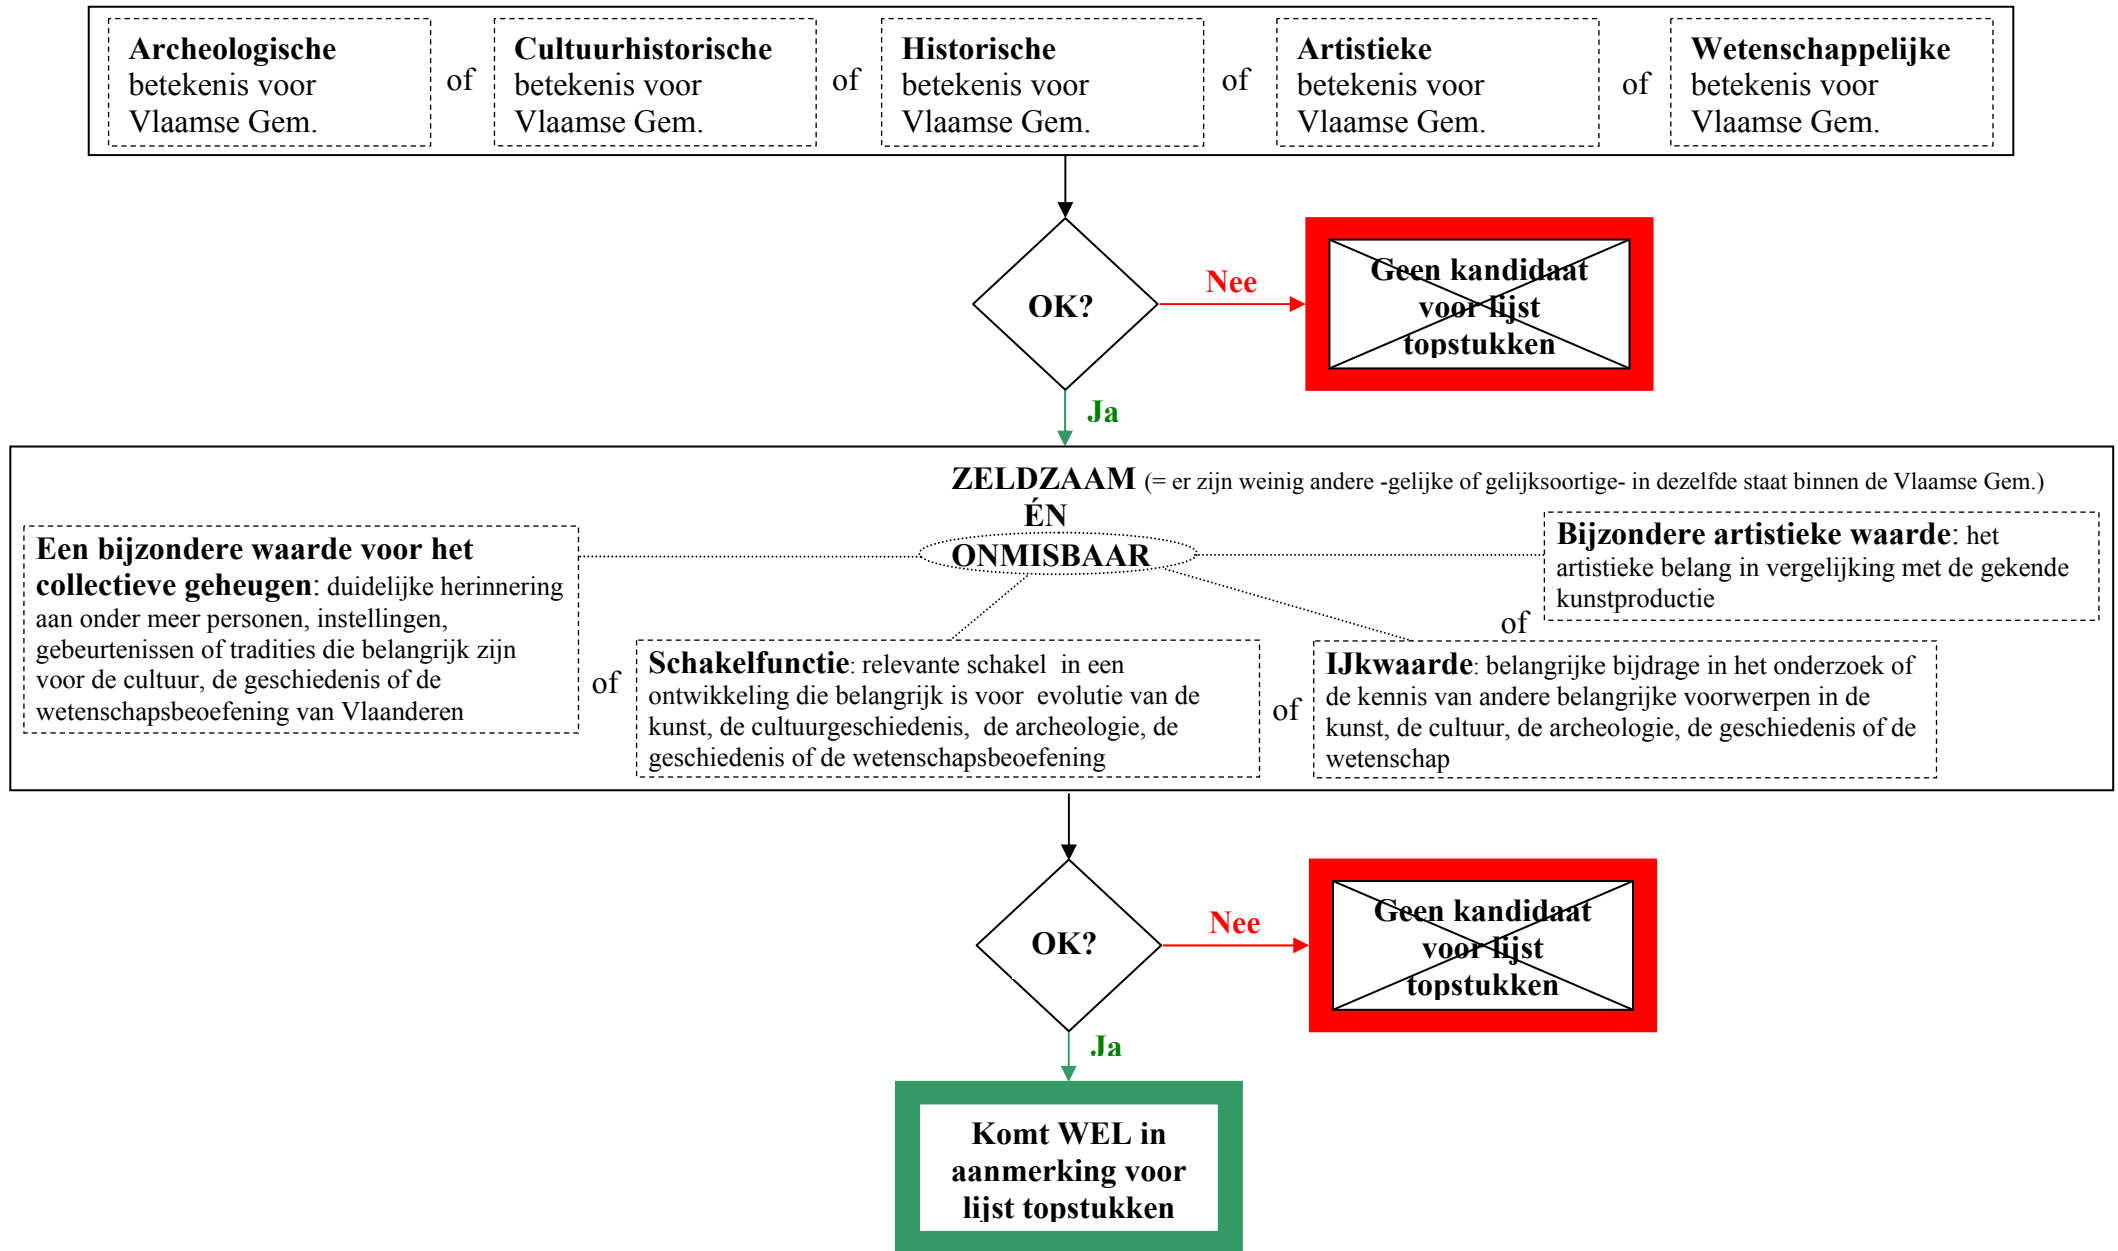 Archeologische
betekenis voor
Vlaamse Gem.
of
Cultuurhistorische
betekenis voor
Vlaamse Gem.
of
Historische
betekenis voor
Vlaamse Gem.
of
Artistieke
betekenis voor
Vlaamse Gem.
of
Wetenschappelijke
betekenis voor
Vlaamse Gem.
OK?
Nee
Geen kandidaat
voor lijst
topstukken
Ja
ZELDZAAM (= er zijn weinig andere -gelijke of gelijksoortige- in dezelfde staat binnen de Vlaamse Gem.)
ÉN
ONMISBAAR
Een bijzondere waarde voor het
collectieve geheugen: duidelijke herinnering
aan onder meer personen, instellingen,
gebeurtenissen of tradities die belangrijk zijn
voor de cultuur, de geschiedenis of de
wetenschapsbeoefening van Vlaanderen
of
Schakelfunctie: relevante schakel in een
ontwikkeling die belangrijk is voor evolutie van de
kunst, de cultuurgeschiedenis, de archeologie, de
geschiedenis of de wetenschapsbeoefening
of
IJkwaarde: belangrijke bijdrage in het onderzoek of
de kennis van andere belangrijke voorwerpen in de
kunst, de cultuur, de archeologie, de geschiedenis of de
wetenschap
of
Bijzondere artistieke waarde: het
artistieke belang in vergelijking met de gekende
kunstproductie
OK?
Nee
Geen kandidaat
voor lijst
topstukken
Ja
Komt WEL in
aanmerking voor
lijst topstukken